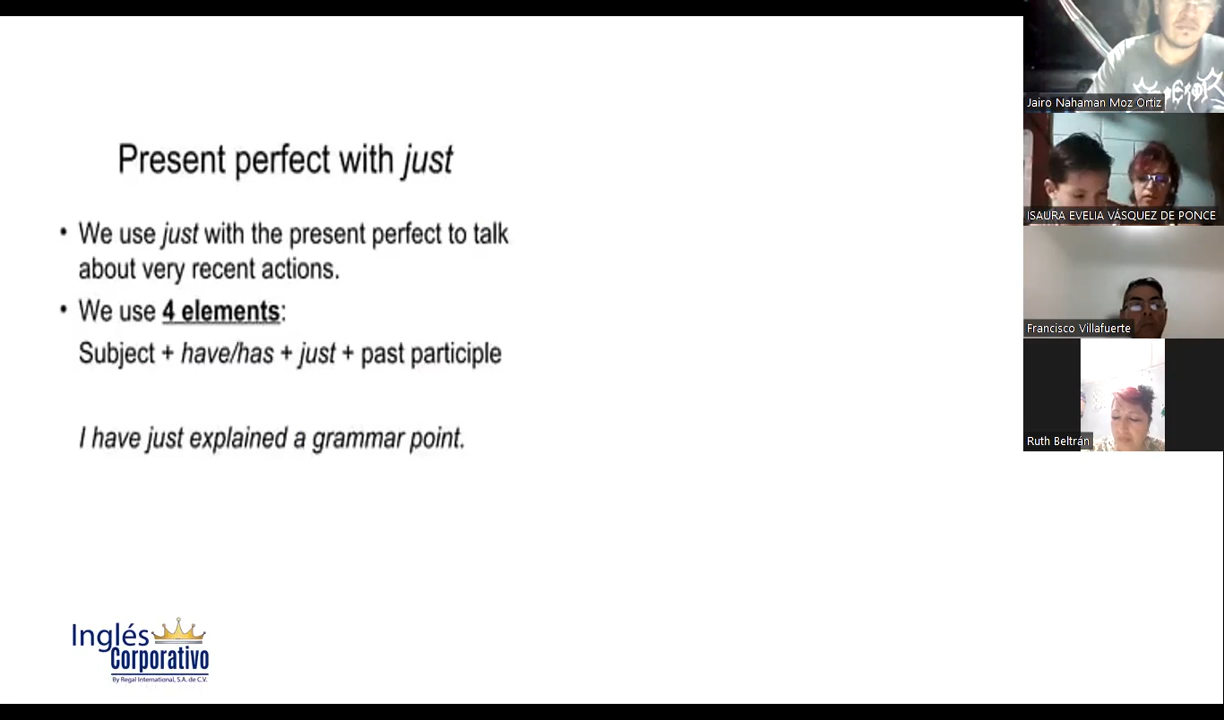 Present perfect with just
• We use just with the present perfect to talk
about very recent actions.
• We use 4 elements:
Subject + have/has + just + past participle
I have just explained a grammar point.
Inglés
Corporativo
By Regal International, S.A. de C.V.
Jairo Nahaman Moz Ortiz
ISAURA EVELIA VÁSQUEZ DE PONCE
Francisco Villafuerte
Ruth Beltrán